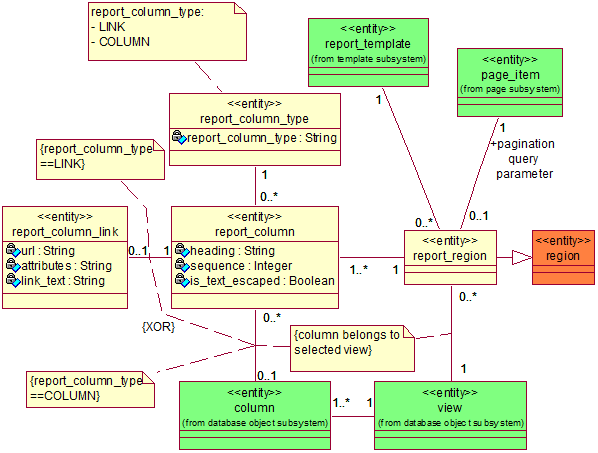 report_column_type:
- LINK
- COLUMN
<<entity>>
report_template
(from template subsystem)
<<entity>>
page_item
(from page subsystem)
<<entity>>
report_column_type
report_column_type : String
{report_column_type
==LINK}
1
0..*
1
0..*
1
+pagination
query
parameter
0..1
<<entity>>
report_column_link
url : String
attributes : String
link_text : String
0..1
1
<<entity>>
report_column
heading : String
sequence : Integer
is_text_escaped : Boolean
1..*
1
<<entity>>
report_region
<<entity>>
region
{XOR}
0..*
0..1
{column belongs to
selected view}
0..*
1
{report_column_type
==COLUMN}
<<entity>>
column
(from database object subsystem)
1..*
1
<<entity>>
view
(from database object subsystem)